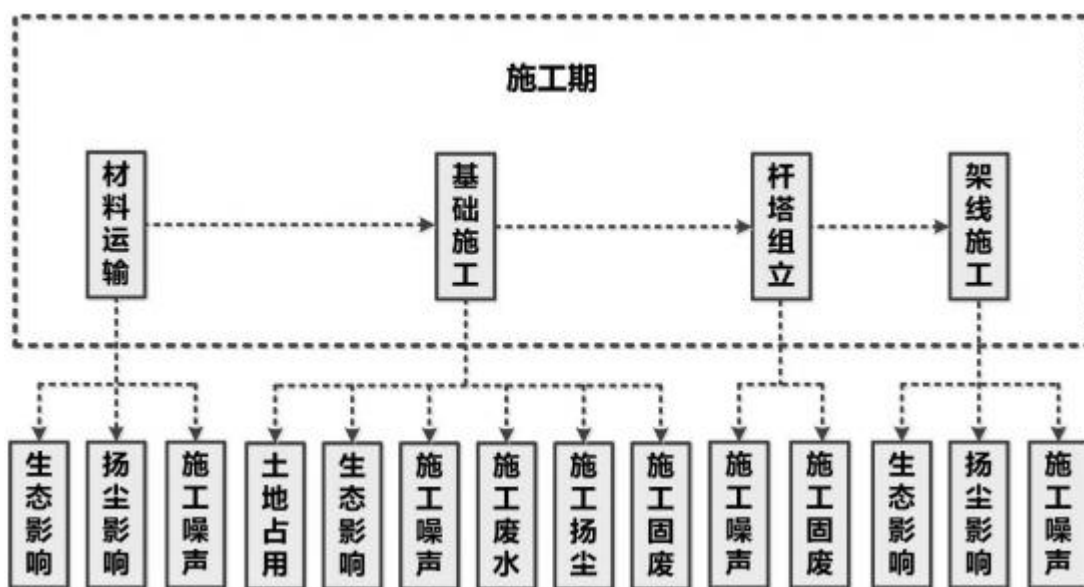 施工期
材料运输
基础施工
杆塔组立
架线施工
生态影响
扬尘影响
施工噪声
土地占用
生态影响
施工噪声
施工废水
施工扬尘
施工固废
施工噪声
施工固废
生态影响
扬尘影响
施工噪声